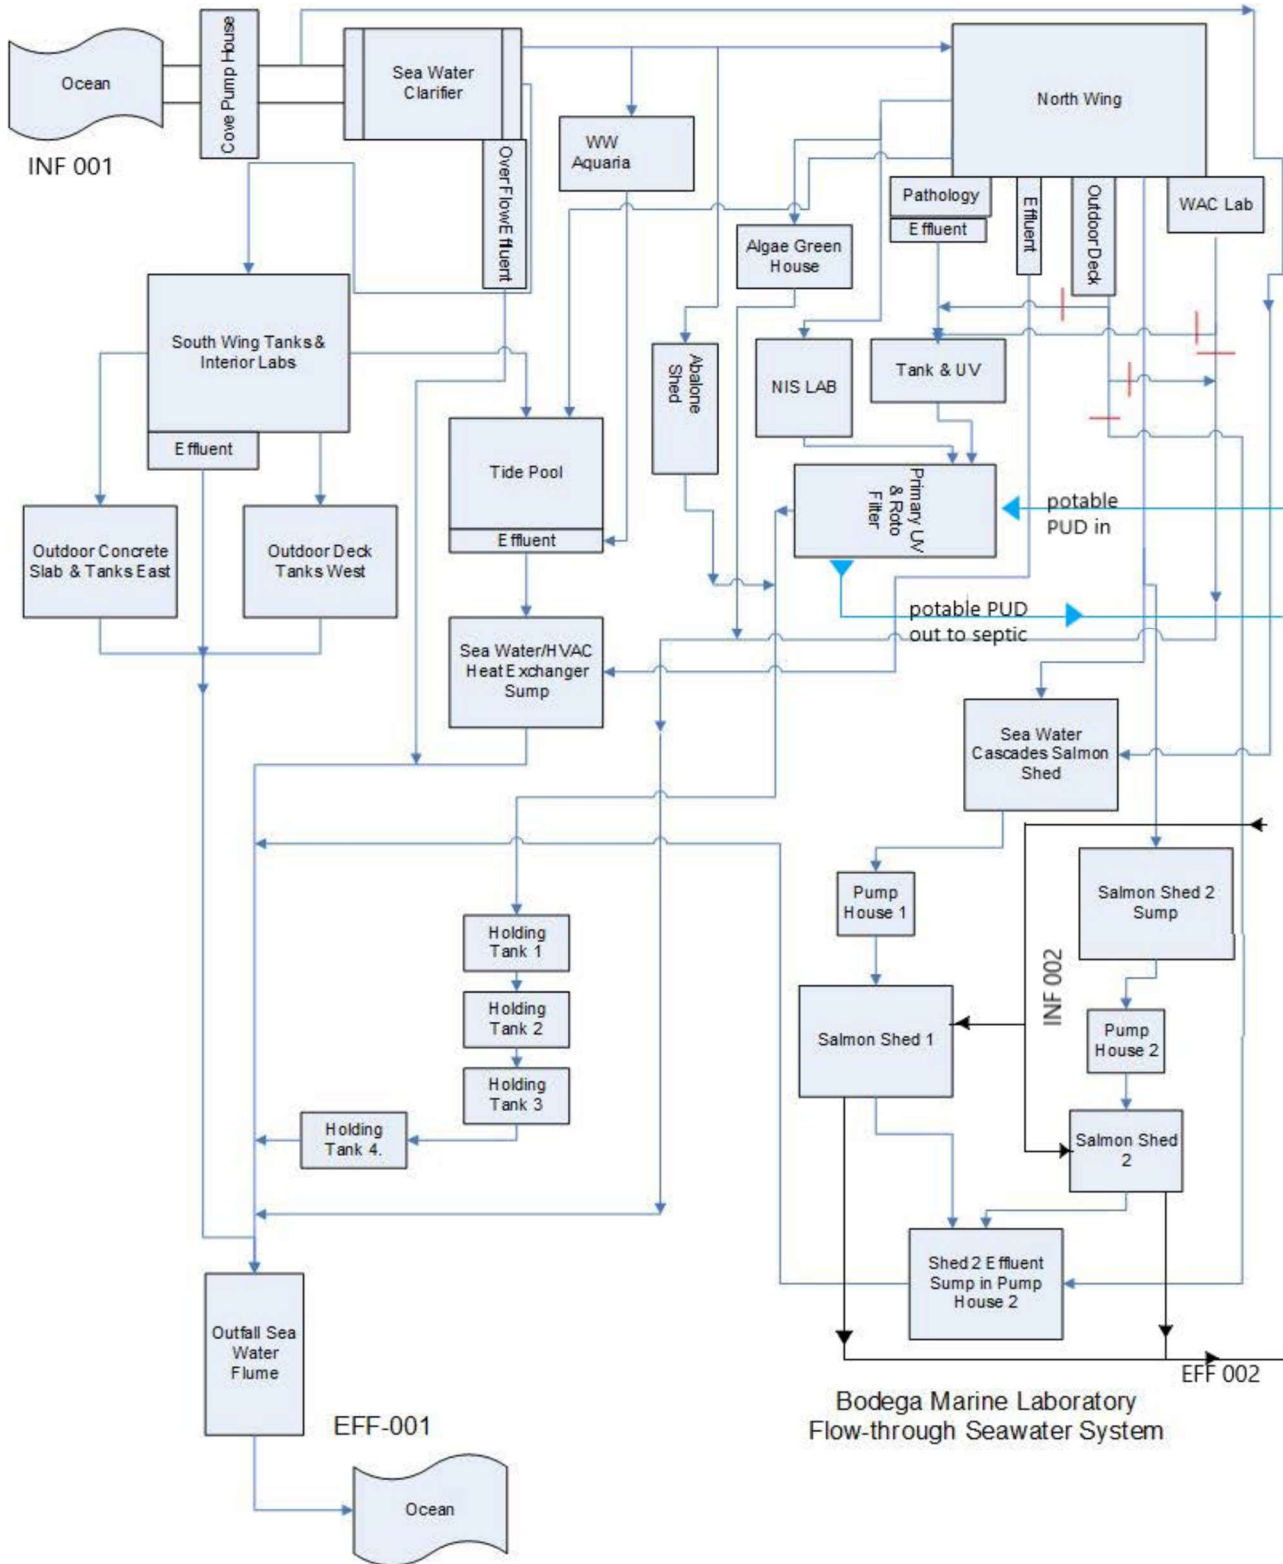 Ocean
INF 001
Cove Pump House
Sea Water
Clarifier
Over Flow Effluent
WW
Aquaria
North Wing
Pathology
Effluent
Effluent
Outdoor Deck
WAC Lab
Algae Green
House
South Wing Tanks &
Interior Labs
Effluent
Abalone
Shed
NIS LAB
Tank & UV
Tide Pool
Effluent
Primary UV
& Roto
Filter
potable
PUD in
Outdoor Concrete
Slab & Tanks East
Outdoor Deck
Tanks West
potable PUD
out to septic
Sea Water/HVAC
Heat Exchanger
Sump
Sea Water
Cascades Salmon
Shed
Pump
House 1
Salmon Shed 2
Sump
Holding
Tank 1
INF 002
Holding
Tank 2
Salmon Shed 1
Pump
House 2
Holding
Tank 3
Holding
Tank 4.
Salmon Shed
2
Shed 2 Effluent
Sump in Pump
House 2
Outfall Sea
Water
Flume
EFF 002
Bodega Marine Laboratory
Flow-through Seawater System
EFF-001
Ocean